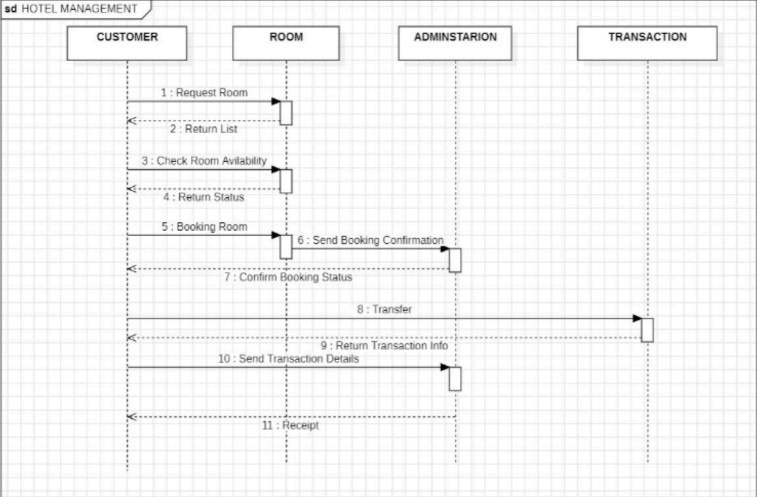 sd HOTEL MANAGEMENT
CUSTOMER
ROOM
ADMINSTARION
TRANSACTION
1 : Request Room
2 : Return List
3 : Check Room Avilability
4 : Return Status
5 : Booking Room
6 : Send Booking Confirmation
7 : Confirm Booking Status
8 : Transfer
9 : Return Transaction Info
10 : Send Transaction Details
11 : Receipt